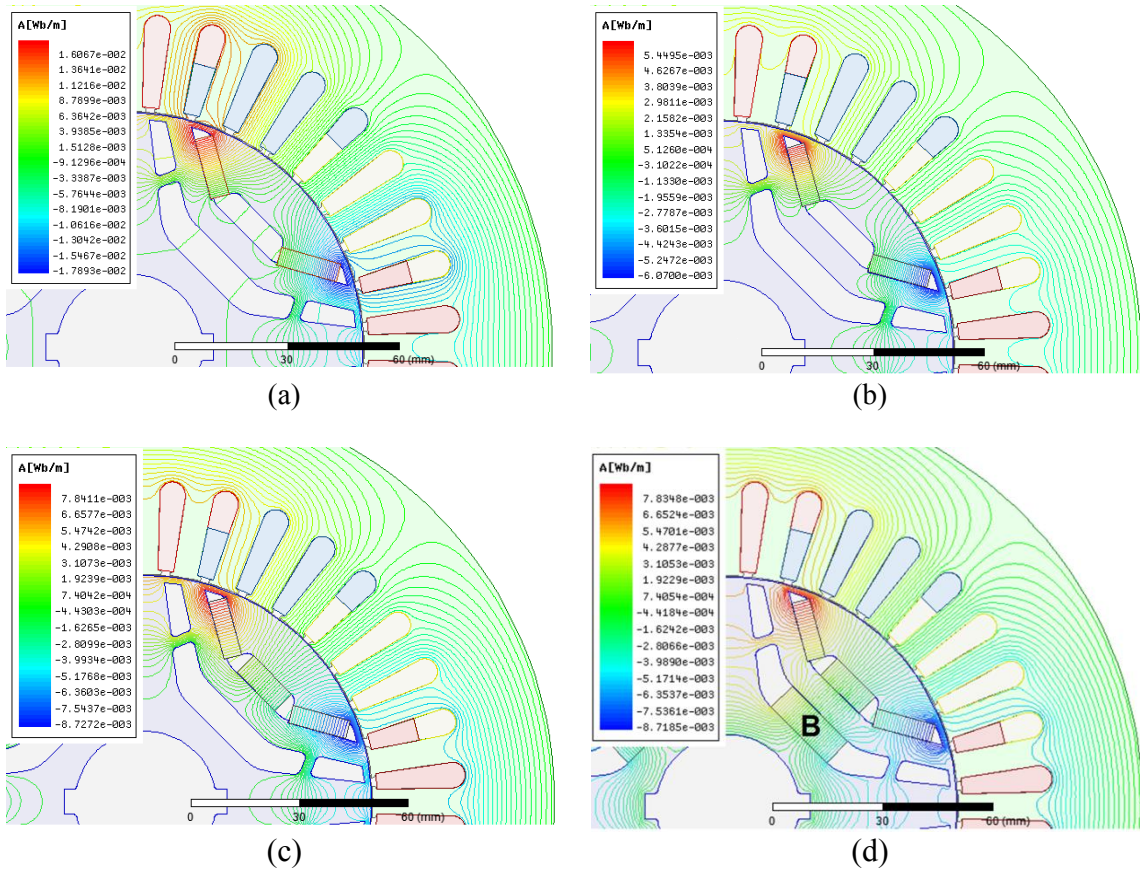 A[Wb/m]
1.6067e-002
1.3641e-002
1.1216e-002
8.7899e-003
6.3642e-003
3.9385e-003
1.5128e-003
-9.1296e-004
-3.3387e-003
-5.7644e-003
-8.1901e-003
-1.0616e-002
-1.3042e-002
-1.5467e-002
-1.7893e-002
0 30 60 (mm)
(a)
A[Wb/m]
5.4495e-003
4.6267e-003
3.8039e-003
2.9811e-003
2.1582e-003
1.3354e-003
5.1260e-004
-3.1022e-004
-1.1330e-003
-1.9559e-003
-2.7787e-003
-3.6015e-003
-4.4243e-003
-5.2472e-003
-6.0700e-003
0 30 60 (mm)
(b)
A[Wb/m]
7.8411e-003
6.6577e-003
5.4742e-003
4.2908e-003
3.1073e-003
1.9239e-003
7.4042e-004
-4.4303e-004
-1.6265e-003
-2.8099e-003
-3.9934e-003
-5.1768e-003
-6.3603e-003
-7.5437e-003
-8.7272e-003
0 30 60 (mm)
(c)
A[Wb/m]
7.8348e-003
6.6524e-003
5.4701e-003
4.2877e-003
3.1053e-003
1.9229e-003
7.4054e-004
-4.4184e-004
-1.6242e-003
-2.8066e-003
-3.9890e-003
-5.1714e-003
-6.3537e-003
-7.5361e-003
-8.7185e-003
B
0 30 60 (mm)
(d)